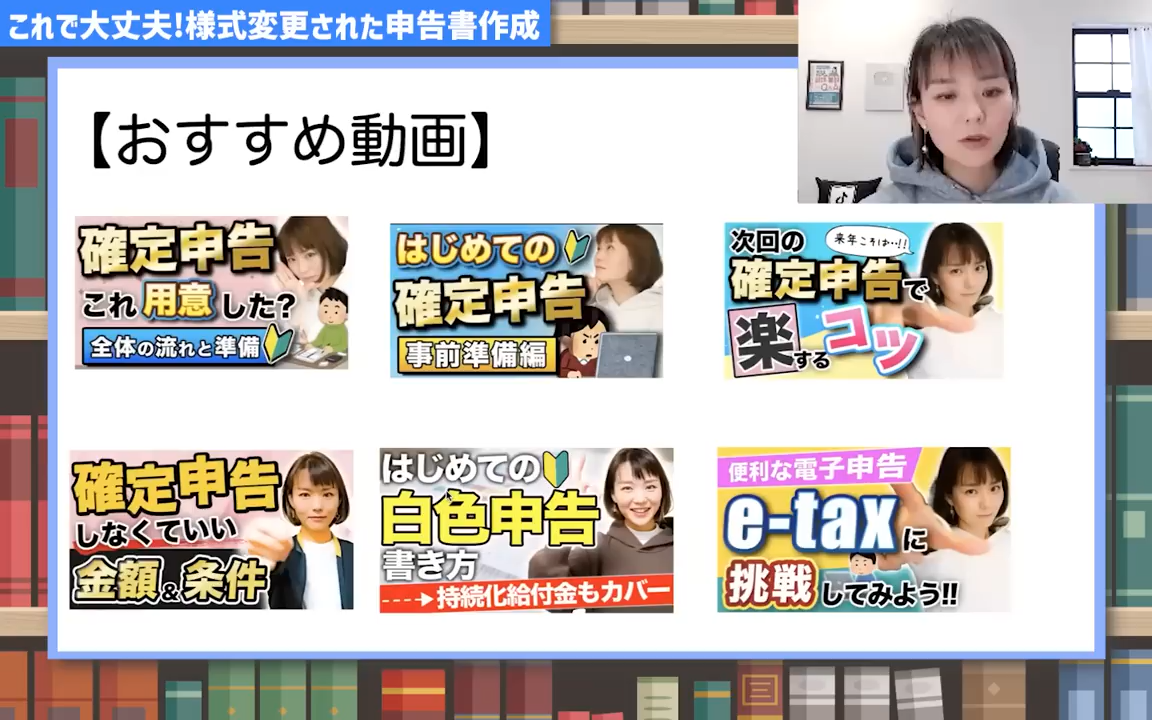 これで大丈夫!様式変更された申告書作成
【おすすめ動画】
確定申告
これ用意した?
全体の流れと準備
はじめての
確定申告
事前準備編
次回の
来年こそは…!!
確定申告で
楽するコツ
確定申告
しなくていい
金額&条件
はじめての
白色申告
書き方
持続化給付金もカバー
便利な電子申告
e-taxに
挑戦してみよう!!